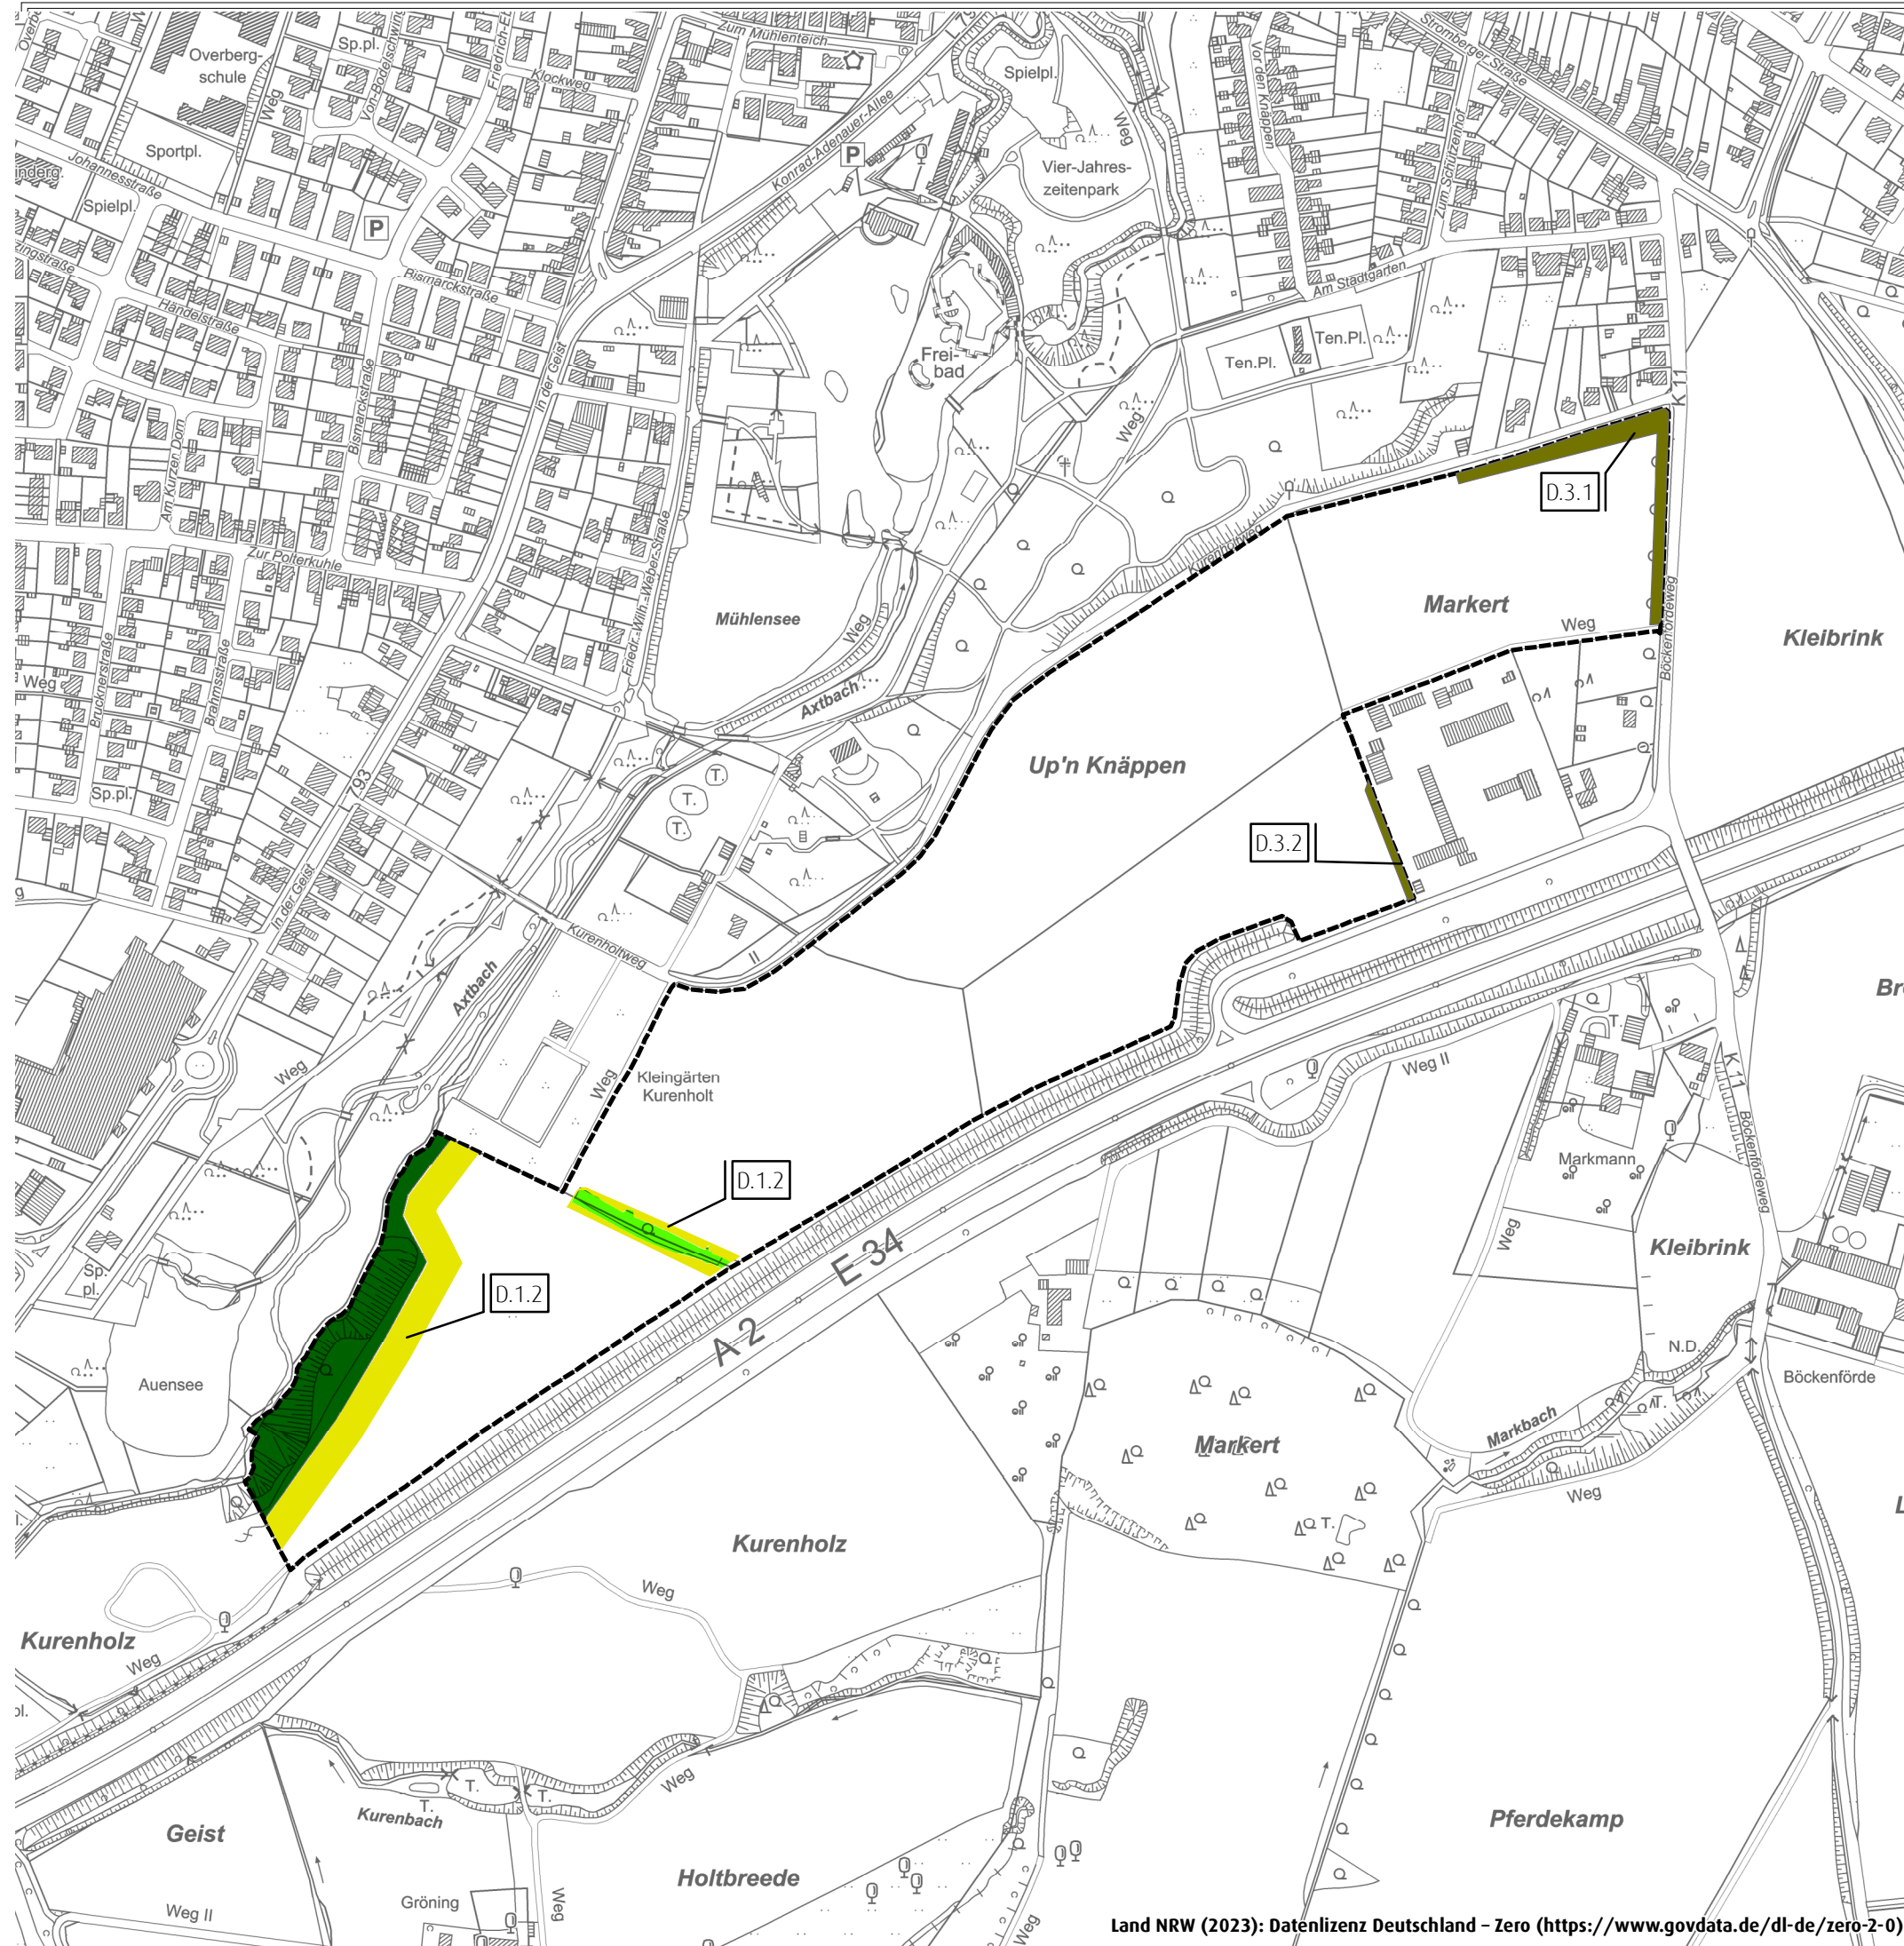 Zum Mühlenteich
Stromberger Straße
Overberg-
schule
Sp.pl.
Klockweg
Spielpl.
Weg
Weg
Vor den Knäppen
Sportpl.
Konrad-Adenauer-Allee
P
Vier-Jahres-
zeitenpark
Zum Schulzenhof
Johannesstraße
Spielpl.
P
Bismarckstraße
Händelstraße
Am Stadtgarten
Ten.Pl.
Ten.Pl.
Frei-
bad
In der Geist
Bismarckstraße
Am Kurzen Dorn
Weg
K 11
D.3.1
Zur Polterkuhle
Friedr.-Wilh.-Weber-Straße
Mühlensee
Weg
Markert
Weg
Kleibrink
Böckenfördeweg
Brucknerstraße
Brahmsstraße
Weg
Axtbach
Up'n Knäppen
793
Sp.pl.
T.
T.
T.
D.3.2
In der Geist
Kurenholtweg
Axtbach
II
Weg
Weg
Kleingärten
Kurenholt
Weg II
T.
K 11
Böckenfördeweg
Markmann
D.1.2
Weg
Kleibrink
E 34
Sp.
pl.
D.1.2
A 2
N.D.
Böckenförde
Auensee
Markert
Markbach
T.
Weg
T.
Kurenholz
Weg
Kurenholz
Weg
Weg
T.
T.
T.
Kurenbach
Geist
Pferdekamp
Holtbreede
Gröning
Weg
Weg II
Weg
Land NRW (2023): Datenlizenz Deutschland – Zero (https://www.govdata.de/dl-de/zero-2-0)